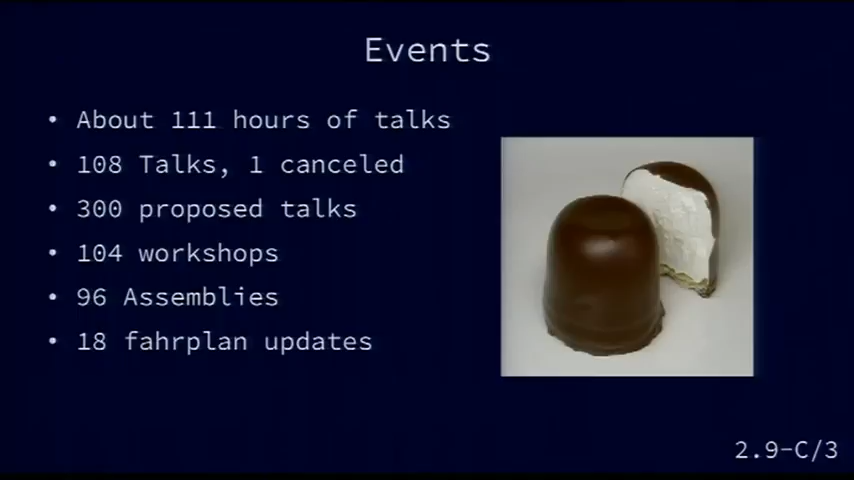 Events
• About 111 hours of talks
• 108 Talks, 1 canceled
• 300 proposed talks
• 104 workshops
• 96 Assemblies
• 18 fahrplan updates
2.9-C/3